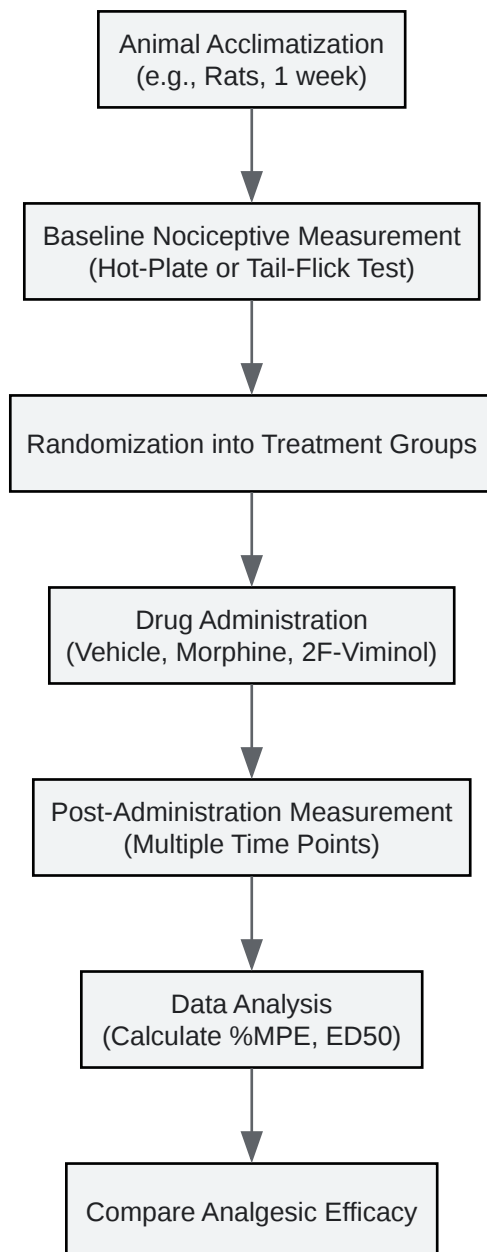 Animal Acclimatization
(e.g., Rats, 1 week)
Baseline Nociceptive Measurement
(Hot-Plate or Tail-Flick Test)
Randomization into Treatment Groups
Drug Administration
(Vehicle, Morphine, 2F-Viminol)
Post-Administration Measurement
(Multiple Time Points)
Data Analysis
(Calculate %MPE, ED50)
Compare Analgesic Efficacy